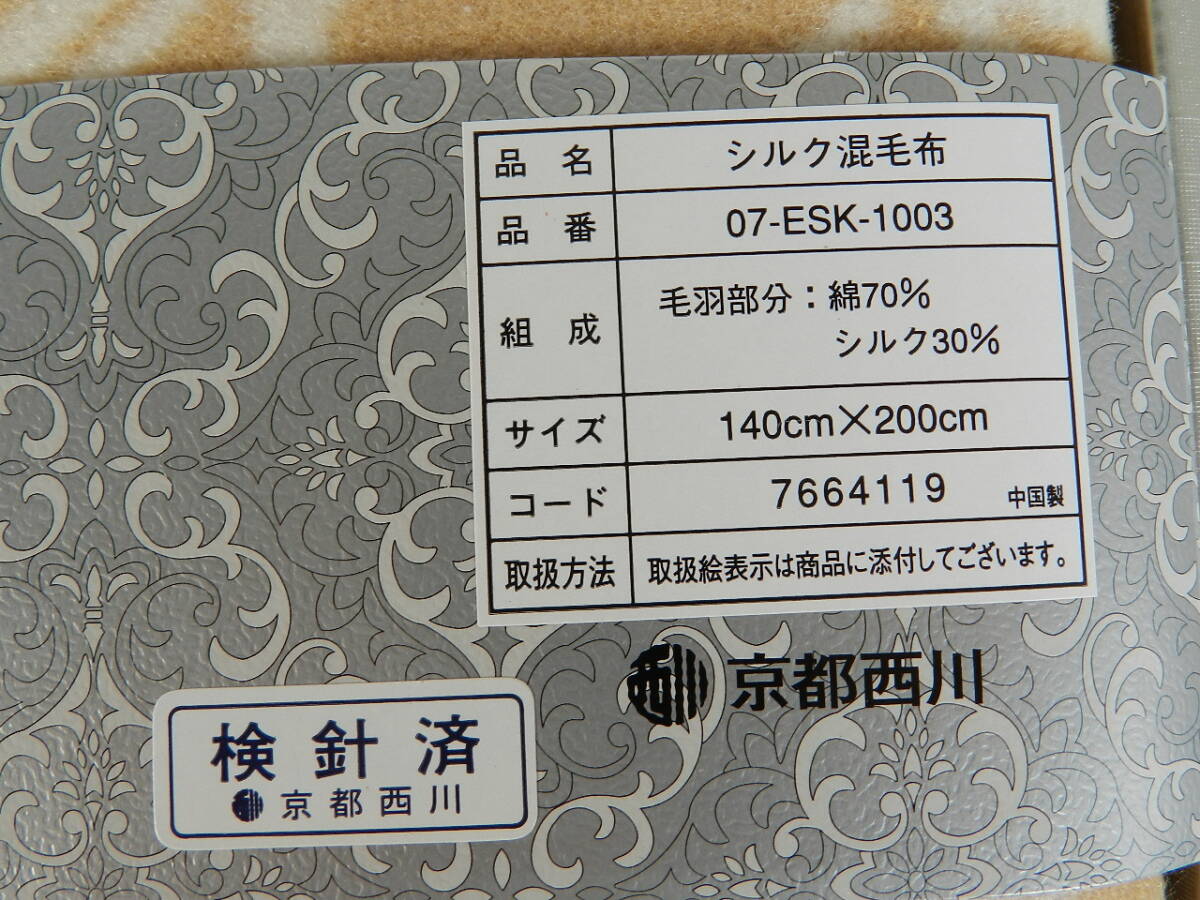 品名 シルク混毛布
品番 07-ESK-1003
組成 毛羽部分：綿70%
シルク30%
サイズ 140cm×200cm
コード 7664119 中国製
取扱方法 取扱絵表示は商品に添付してございます。
京都西川
検針済
京都西川